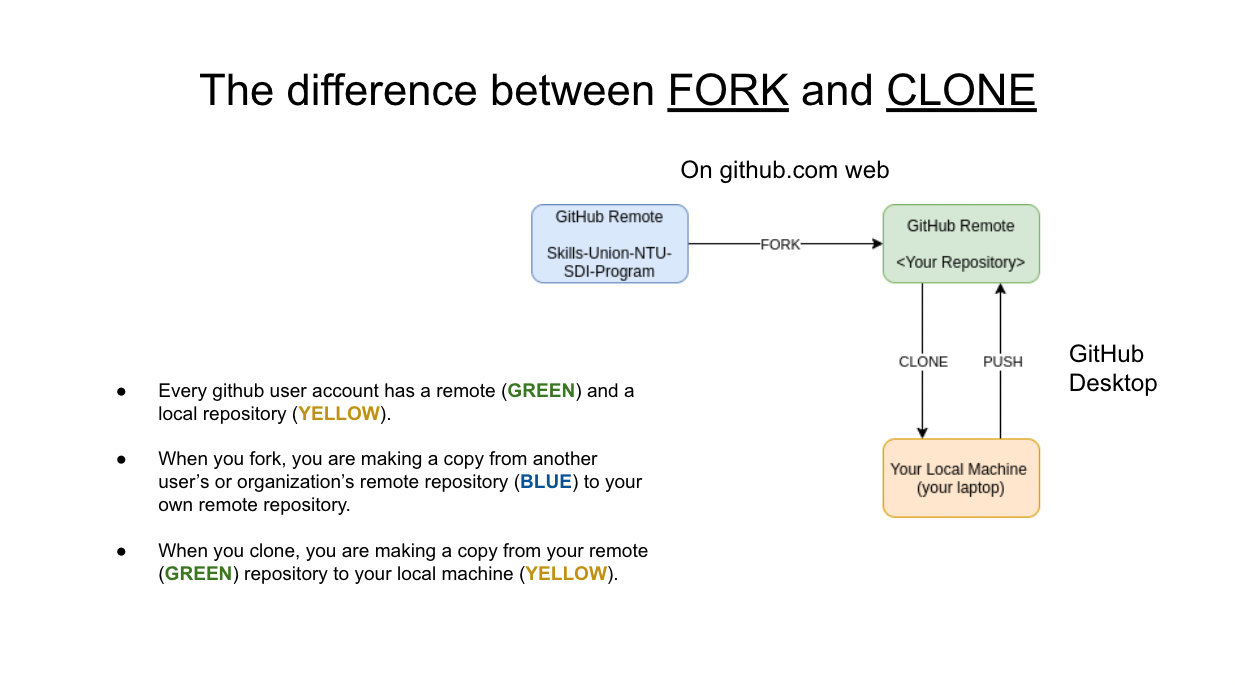 The difference between FORK and CLONE
On github.com web
GitHub Remote
Skills-Union-NTU-
SDI-Program
FORK
GitHub Remote
<Your Repository>
CLONE
PUSH
GitHub
Desktop
Your Local Machine
(your laptop)
● Every github user account has a remote (GREEN) and a
local repository (YELLOW).
● When you fork, you are making a copy from another
user’s or organization’s remote repository (BLUE) to your
own remote repository.
● When you clone, you are making a copy from your remote
(GREEN) repository to your local machine (YELLOW).